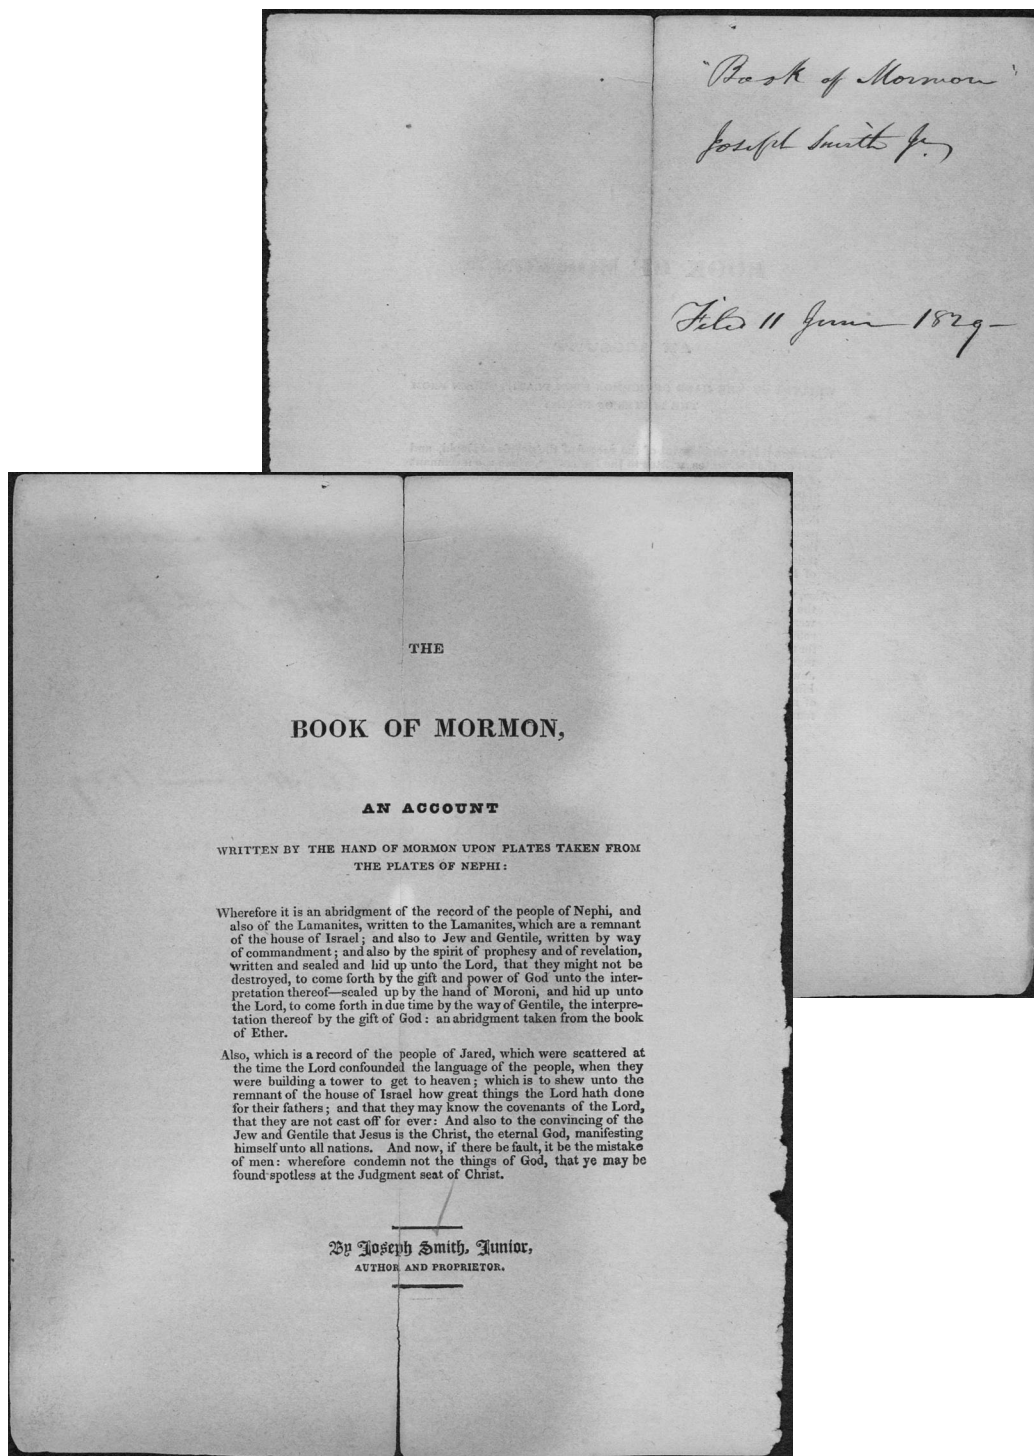 "Book of Mormon"
Joseph Smith Jr.
Filed 11 June 1829–
THE
BOOK OF MORMON,
AN ACCOUNT
WRITTEN BY THE HAND OF MORMON UPON PLATES TAKEN FROM
THE PLATES OF NEPHI:
Wherefore it is an abridgment of the record of the people of Nephi, and
also of the Lamanites, written to the Lamanites, which are a remnant
of the house of Israel; and also to Jew and Gentile, written by way
of commandment; and also by the spirit of prophesy and of revelation,
written and sealed and hid up unto the Lord, that they might not be
destroyed, to come forth by the gift and power of God unto the inter-
pretation thereof—sealed up by the hand of Moroni, and hid up unto
the Lord, to come forth in due time by the way of Gentile, the interpre-
tation thereof by the gift of God: an abridgment taken from the book
of Ether.
Also, which is a record of the people of Jared, which were scattered at
the time the Lord confounded the language of the people, when they
were building a tower to get to heaven; which is to shew unto the
remnant of the house of Israel how great things the Lord hath done
for their fathers; and that they may know the covenants of the Lord,
that they are not cast off for ever: And also to the convincing of the
Jew and Gentile that Jesus is the Christ, the eternal God, manifesting
himself unto all nations. And now, if there be fault, it be the mistake
of men: wherefore condemn not the things of God, that ye may be
found spotless at the Judgment seat of Christ.
By Joseph Smith, Junior,
AUTHOR AND PROPRIETOR.